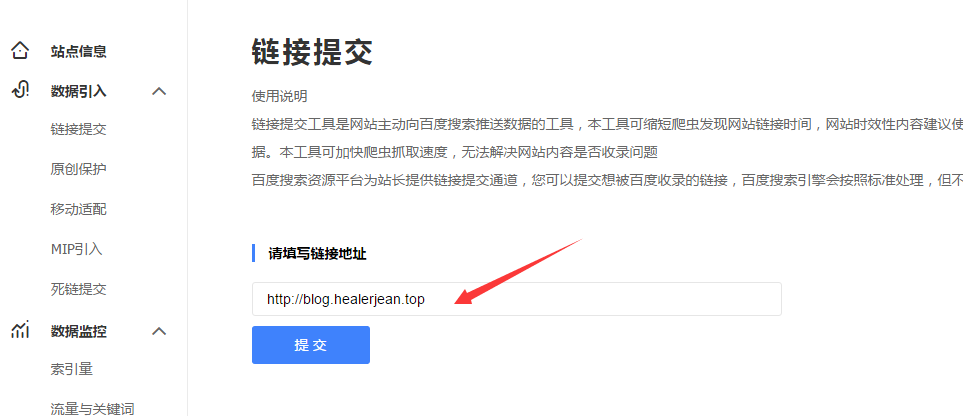 站点信息
数据引入
链接提交
原创保护
移动适配
MIP引入
死链提交
数据监控
索引量
流量与关键词
链接提交
使用说明
链接提交工具是网站主动向百度搜索推送数据的工具，本工具可缩短爬虫发现网站链接时间，网站时效性内容建议使
据。本工具可加快爬虫抓取速度，无法解决网站内容是否收录问题
百度搜索资源平台为站长提供链接提交通道，您可以提交想被百度收录的链接，百度搜索引擎会按照标准处理，但不
请填写链接地址
http://blog.healerjean.top
提 交